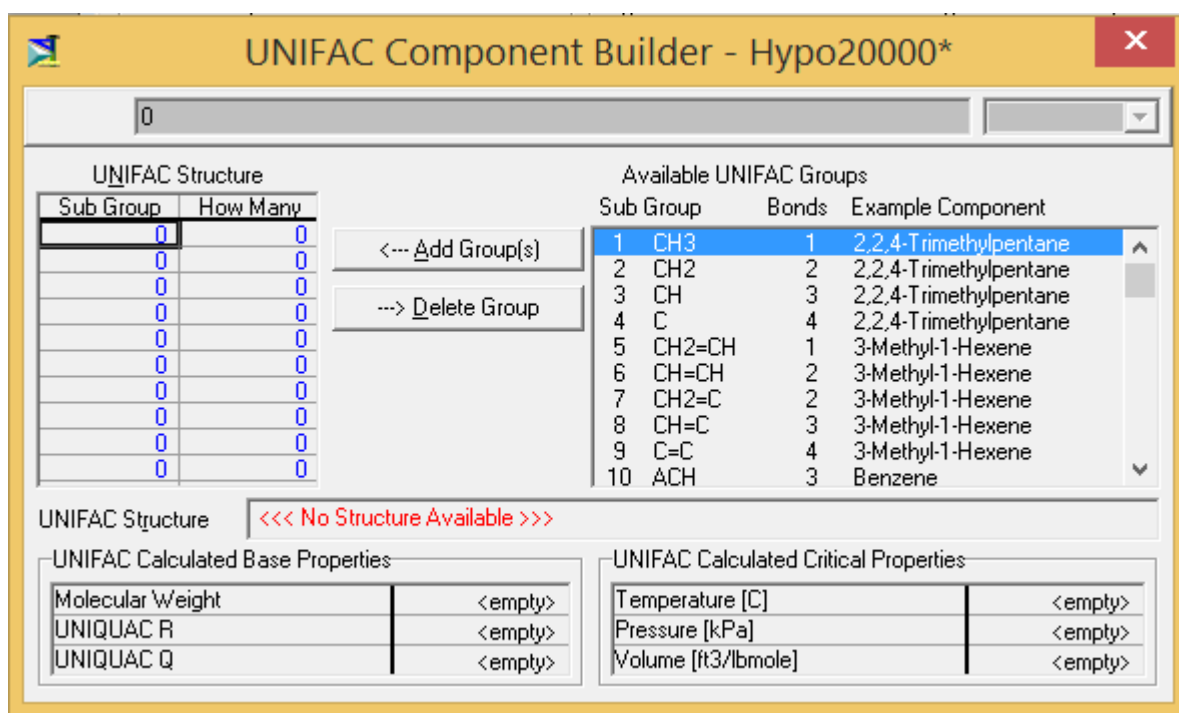 UNIFAC Component Builder - Hypo20000*
0
UNIFAC Structure
Sub Group How Many
0 0
0 0
0 0
0 0
0 0
0 0
0 0
0 0
0 0
0 0
<--- Add Group(s)
---> Delete Group
Available UNIFAC Groups
Sub Group Bonds Example Component
1 CH3 1 2,2,4-Trimethylpentane
2 CH2 2 2,2,4-Trimethylpentane
3 CH 3 2,2,4-Trimethylpentane
4 C 4 2,2,4-Trimethylpentane
5 CH2=CH 1 3-Methyl-1-Hexene
6 CH=CH 2 3-Methyl-1-Hexene
7 CH2=C 2 3-Methyl-1-Hexene
8 CH=C 3 3-Methyl-1-Hexene
9 C=C 4 3-Methyl-1-Hexene
10 ACH 3 Benzene
UNIFAC Structure <<< No Structure Available >>>
UNIFAC Calculated Base Properties
Molecular Weight <empty>
UNIQUAC R <empty>
UNIQUAC Q <empty>
UNIFAC Calculated Critical Properties
Temperature [C] <empty>
Pressure [kPa] <empty>
Volume [ft3/lbmole] <empty>